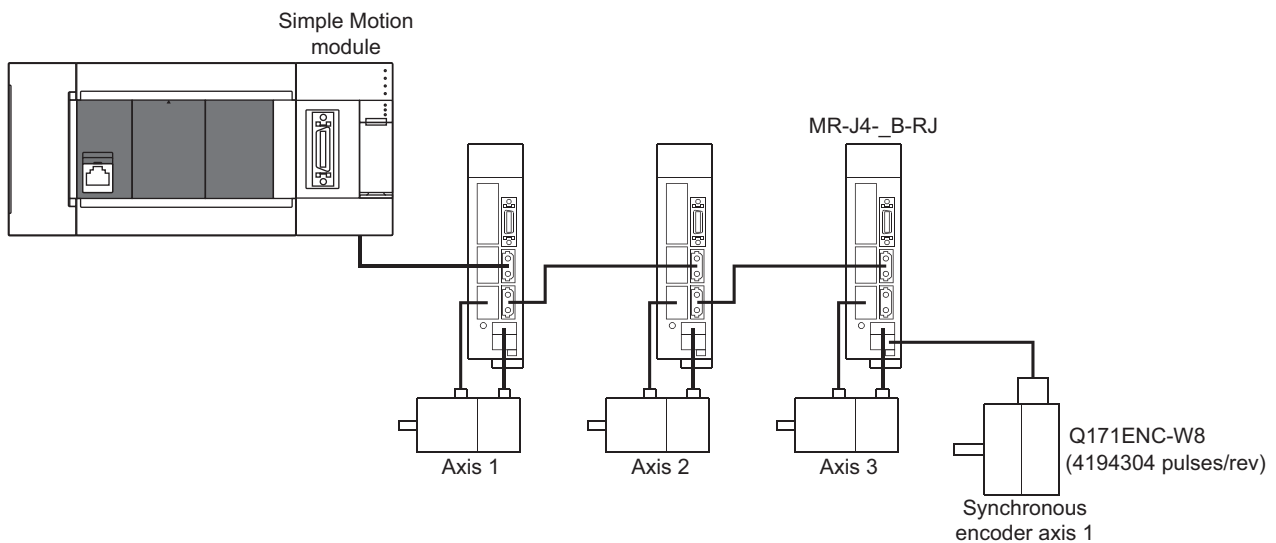 Simple Motion
module
MR-J4-_B-RJ
Axis 1
Axis 2
Axis 3
Q171ENC-W8
(4194304 pulses/rev)
Synchronous
encoder axis 1